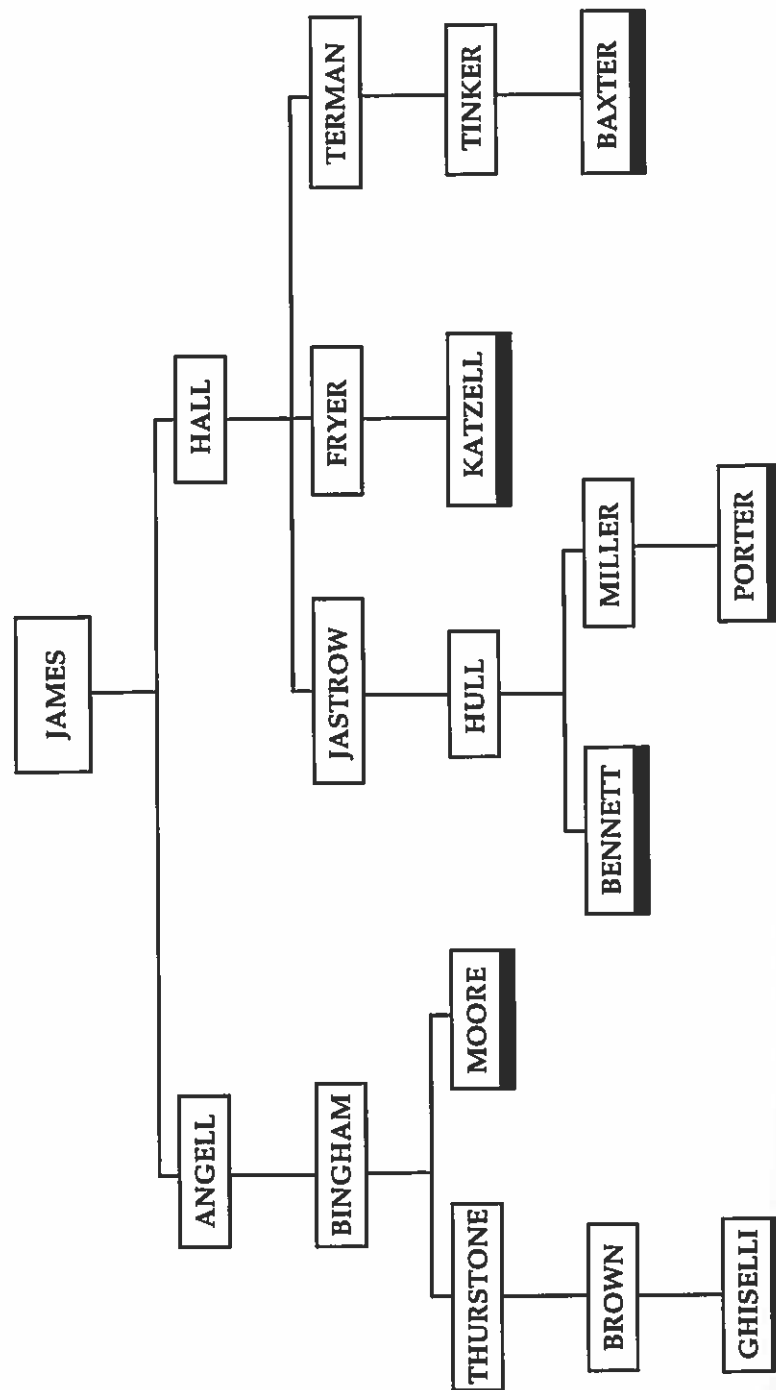 JAMES
ANGELL
HALL
BINGHAM
JASTROW
FRYER
TERMAN
THURSTONE
MOORE
HULL
KATZELL
TINKER
BROWN
BENNETT
MILLER
BAXTER
GHISELLI
PORTER